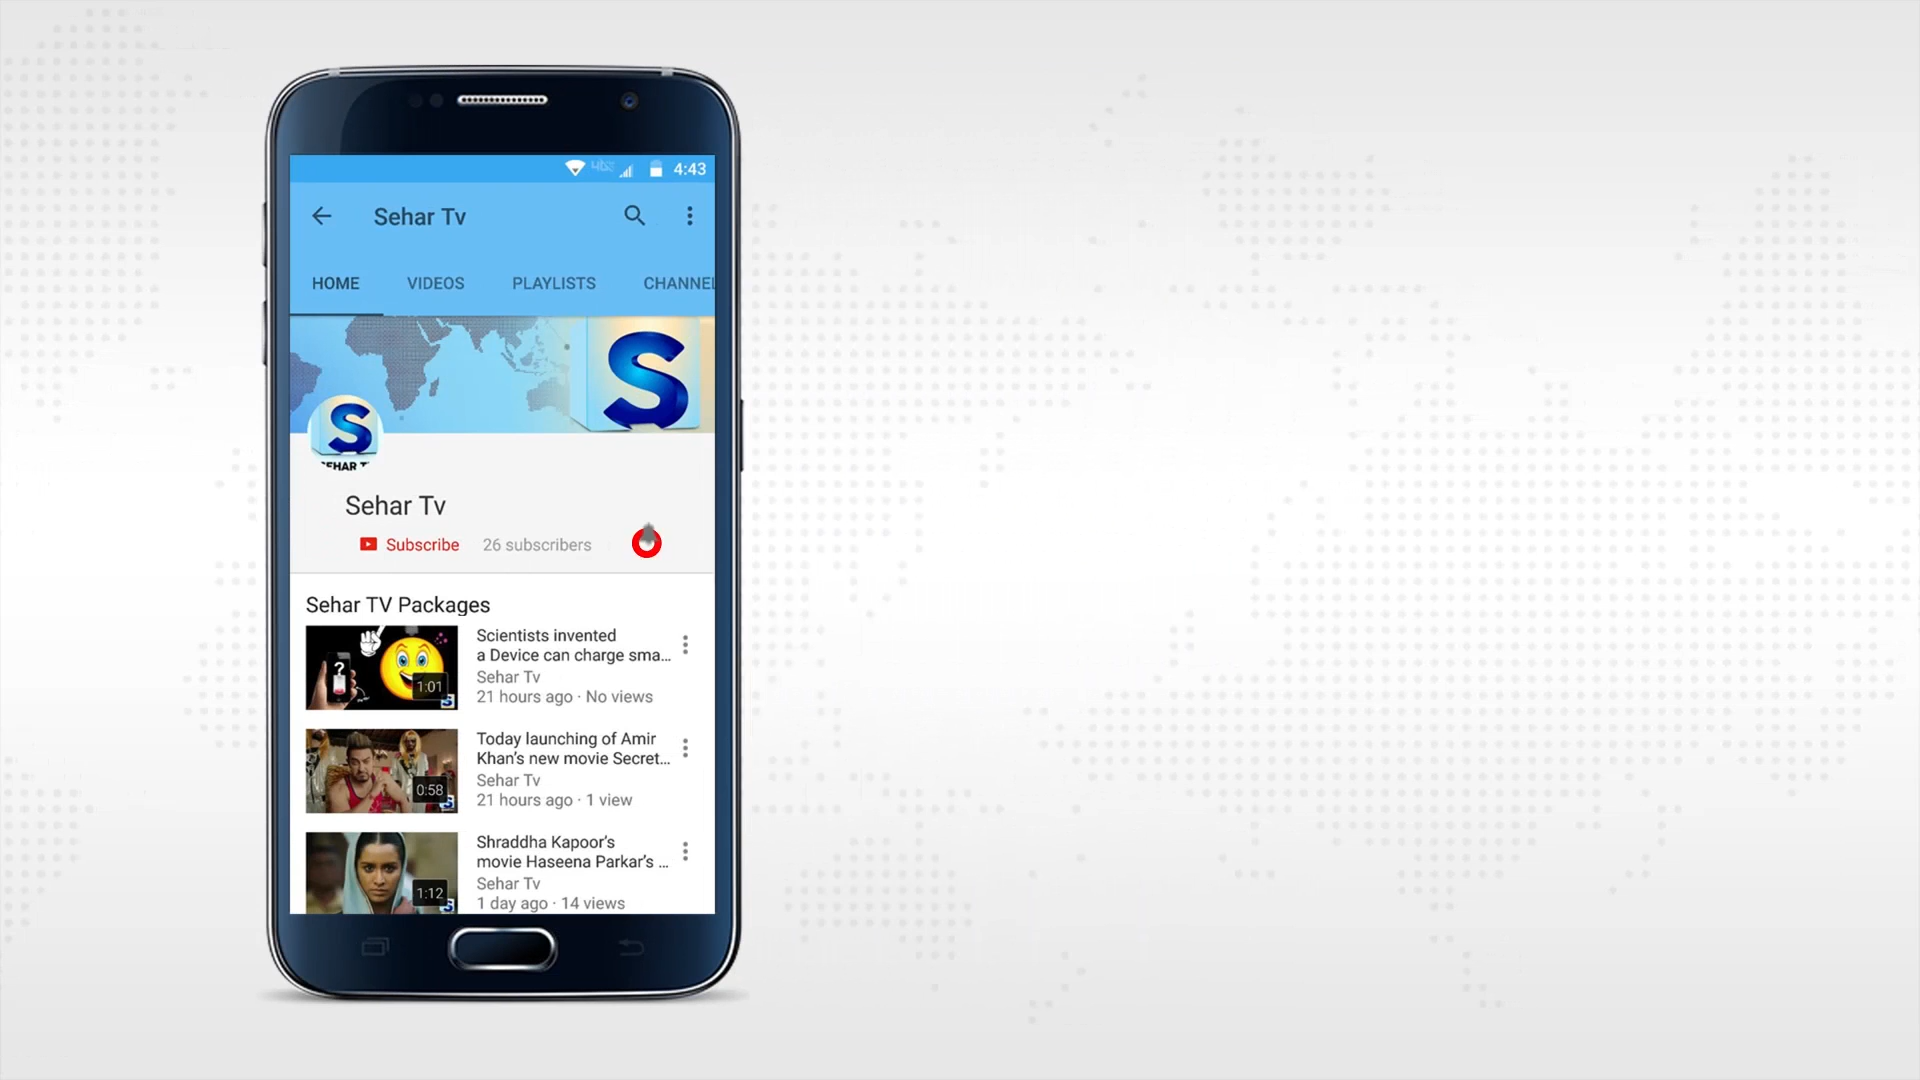 4:43
Sehar Tv
HOME VIDEOS PLAYLISTS CHANNEL
S
S
Sehar Tv
Subscribe 26 subscribers
Sehar TV Packages
Scientists invented
a Device can charge sma...
Sehar Tv
21 hours ago · No views
?
1:01
Today launching of Amir
Khan's new movie Secret...
Sehar Tv
21 hours ago · 1 view
0:58
Shraddha Kapoor's
movie Haseena Parkar's ...
Sehar Tv
1 day ago · 14 views
1:12